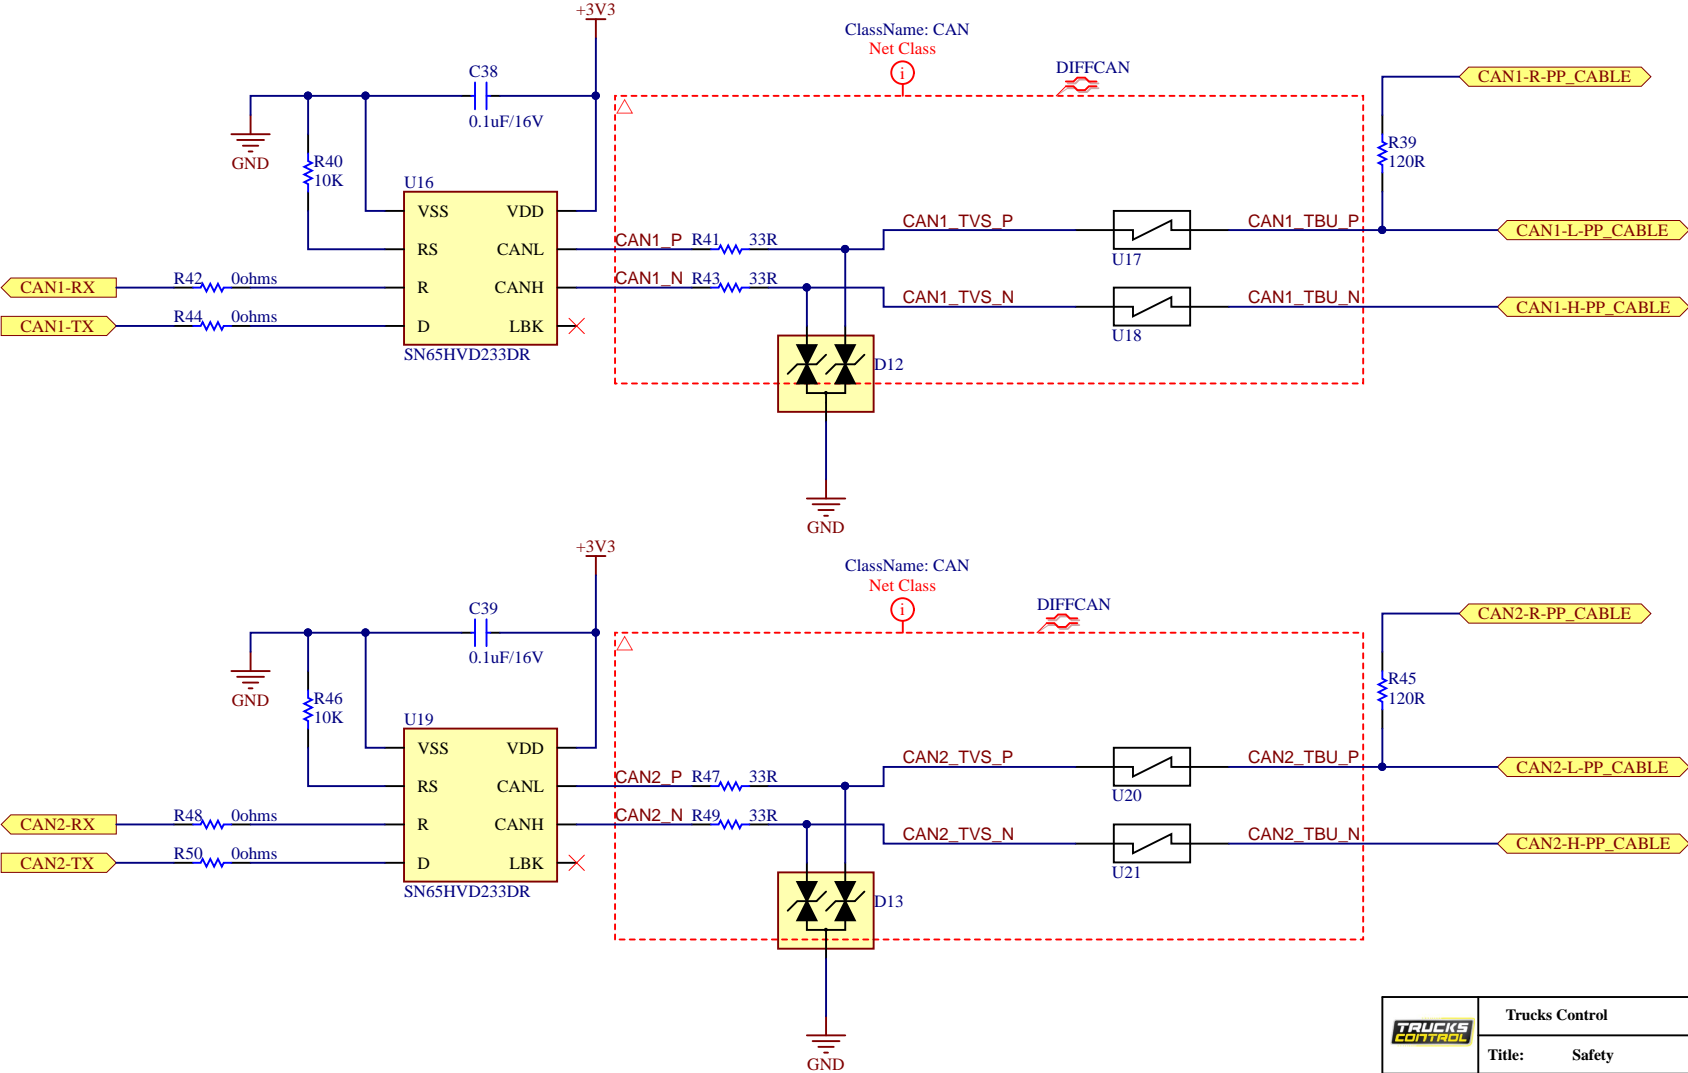 +3V3
ClassName: CAN
Net Class
i
DIFFCAN
CAN1-R-PP_CABLE
C38
0.1uF/16V
GND
R40
10K
R39
120R
U16
VSS VDD
RS CANL
R CANH
D LBK
SN65HVD233DR
CAN1_P R41 33R
CAN1_N R43 33R
CAN1_TVS_P
U17
CAN1_TBU_P
CAN1-L-PP_CABLE
CAN1-RX R42 0ohms
CAN1-TX R44 0ohms
CAN1_TVS_N
U18
CAN1_TBU_N
CAN1-H-PP_CABLE
D12
GND
+3V3
ClassName: CAN
Net Class
i
DIFFCAN
CAN2-R-PP_CABLE
C39
0.1uF/16V
GND
R46
10K
R45
120R
U19
VSS VDD
RS CANL
R CANH
D LBK
SN65HVD233DR
CAN2_P R47 33R
CAN2_N R49 33R
CAN2_TVS_P
U20
CAN2_TBU_P
CAN2-L-PP_CABLE
CAN2-RX R48 0ohms
CAN2-TX R50 0ohms
CAN2_TVS_N
U21
CAN2_TBU_N
CAN2-H-PP_CABLE
D13
GND
TRUCKS
CONTROL
Trucks Control
Title: Safety